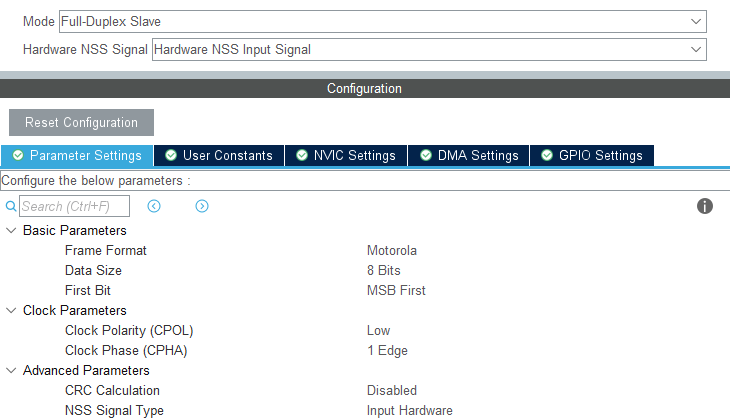 Mode Full-Duplex Slave
Hardware NSS Signal Hardware NSS Input Signal
Configuration
Reset Configuration
Parameter Settings User Constants NVIC Settings DMA Settings GPIO Settings
Configure the below parameters :
Search (Ctrl+F)
Basic Parameters
Frame Format Motorola
Data Size 8 Bits
First Bit MSB First
Clock Parameters
Clock Polarity (CPOL) Low
Clock Phase (CPHA) 1 Edge
Advanced Parameters
CRC Calculation Disabled
NSS Signal Type Input Hardware